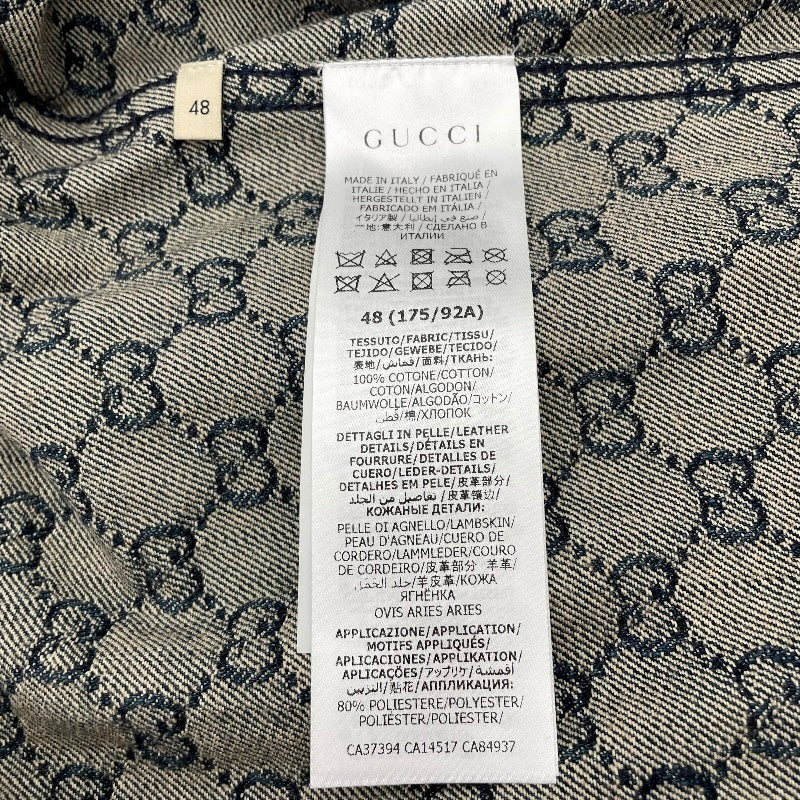 48
GUCCI
MADE IN ITALY / FABRIQUÉ EN
ITALIE / HECHO EN ITALIA /
HERGESTELLT IN ITALIEN /
FABRICADO EM ITÁLIA /
イタリア製 / صنع في إيطاليا /
地: 意大利 / СДЕЛАНО В
ИТАЛИИ
48 (175/92A)
TESSUTO/FABRIC/TISSU/
TEJIDO/GEWEBE/TECIDO/
表地/قماش/面料/ТКАНЬ:
100% COTONE/COTTON/
COTON/ALGODON/
BAUMWOLLE/ALGODÃO/コットン/
قطن/棉/ХЛОПОК
DETTAGLI IN PELLE/LEATHER
DETAILS/DÉTAILS EN
FOURRURE/DETALLES DE
CUERO/LEDER-DETAILS/
DETALHES EM PELE/皮革部分/
تفاصيل من الجلد/皮革镶边/
КОЖАНЫЕ ДЕТАЛИ:
PELLE DI AGNELLO/LAMBSKIN/
PEAU D'AGNEAU/CUERO DE
CORDERO/LAMMLEDER/COURO
DE CORDEIRO/皮革部分 羊革/
جلد الحمل/羊皮革/КОЖА
ЯГНЁНКА
OVIS ARIES ARIES
APPLICAZIONE/APPLICATION/
MOTIFS APPLIQUÉS/
APLICACIONES/APPLIKATION/
APLICAÇÕES/アップリケ/أقمشة
التزيين/贴花/АППЛИКАЦИЯ:
80% POLIESTERE/POLYESTER/
POLIÉSTER/POLIESTER/
CA37394 CA14517 CA84937